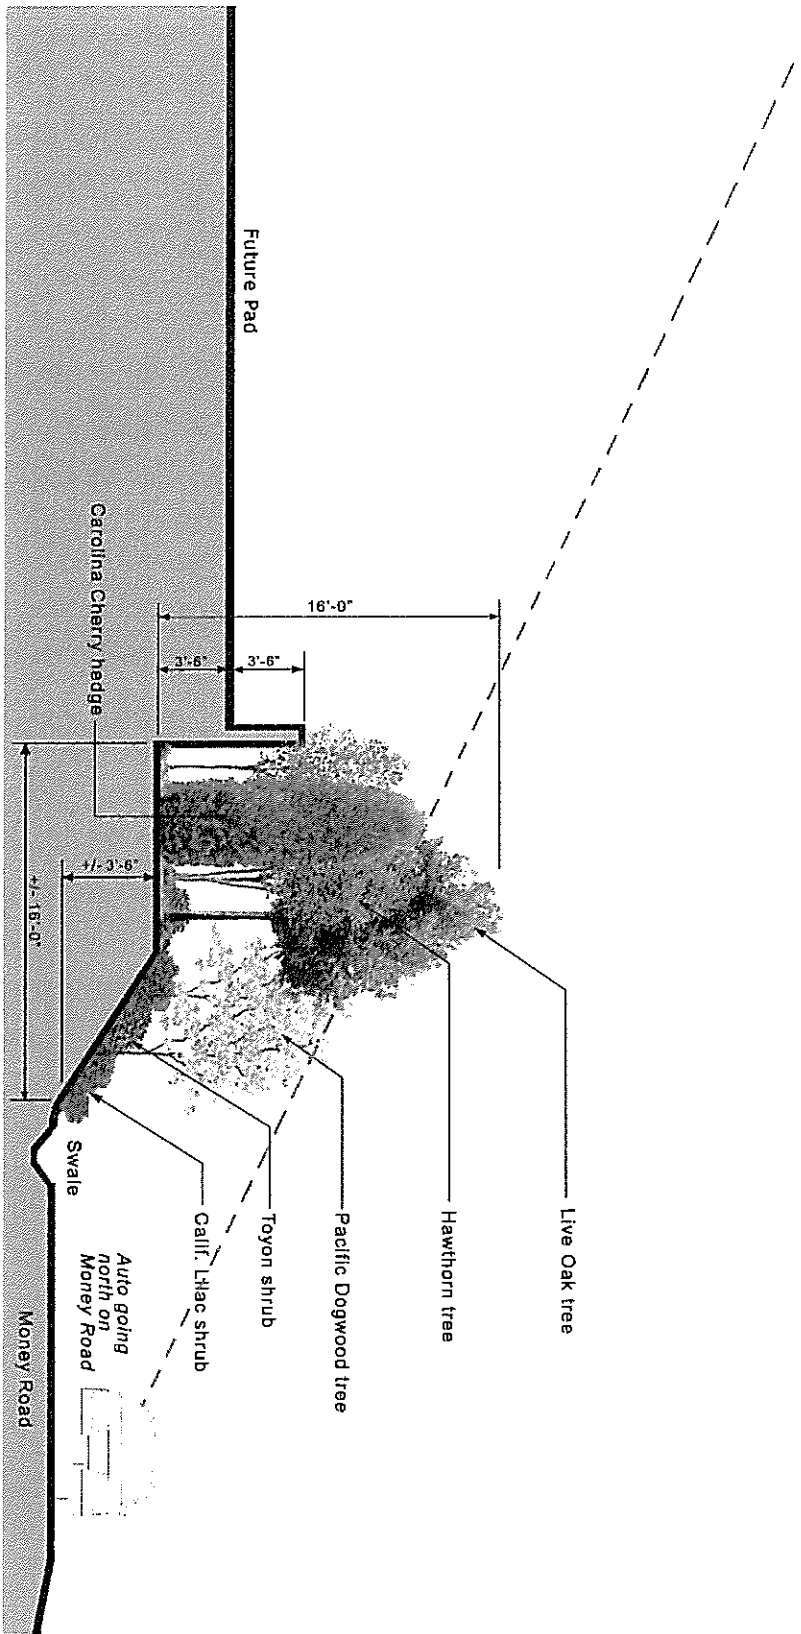 Future Pad
16'-0"
3'-6"
3'-6"
Carolina Cherry hedge
+/- 3'-6"
+/- 16'-0"
Live Oak tree
Hawthorn tree
Pacific Dogwood tree
Toyon shrub
Calif. Lilac shrub
Swale
Auto going
north on
Money Road
Money Road